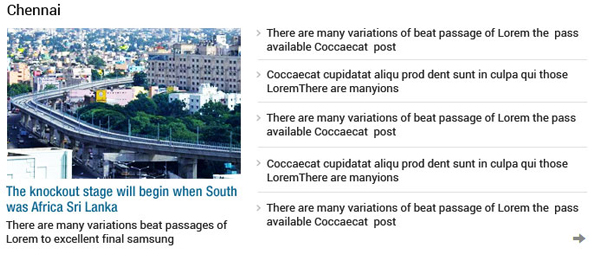 Chennai
The knockout stage will begin when South
was Africa Sri Lanka
There are many variations beat passages of
Lorem to excellent final samsung
There are many variations of beat passage of Lorem the pass
available Coccaecat post
Coccaecat cupidatat aliqu prod dent sunt in culpa qui those
LoremThere are manyions
There are many variations of beat passage of Lorem the pass
available Coccaecat post
Coccaecat cupidatat aliqu prod dent sunt in culpa qui those
LoremThere are manyions
There are many variations of beat passage of Lorem the pass
available Coccaecat post